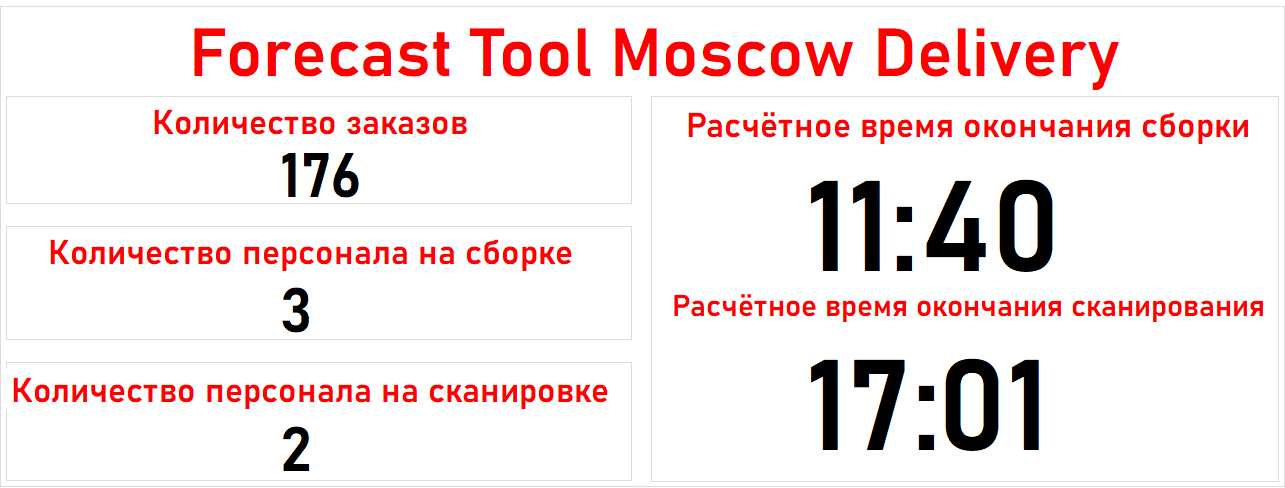 Forecast Tool Moscow Delivery
Количество заказов
176
Количество персонала на сборке
3
Количество персонала на сканировке
2
Расчётное время окончания сборки
11:40
Расчётное время окончания сканирования
17:01